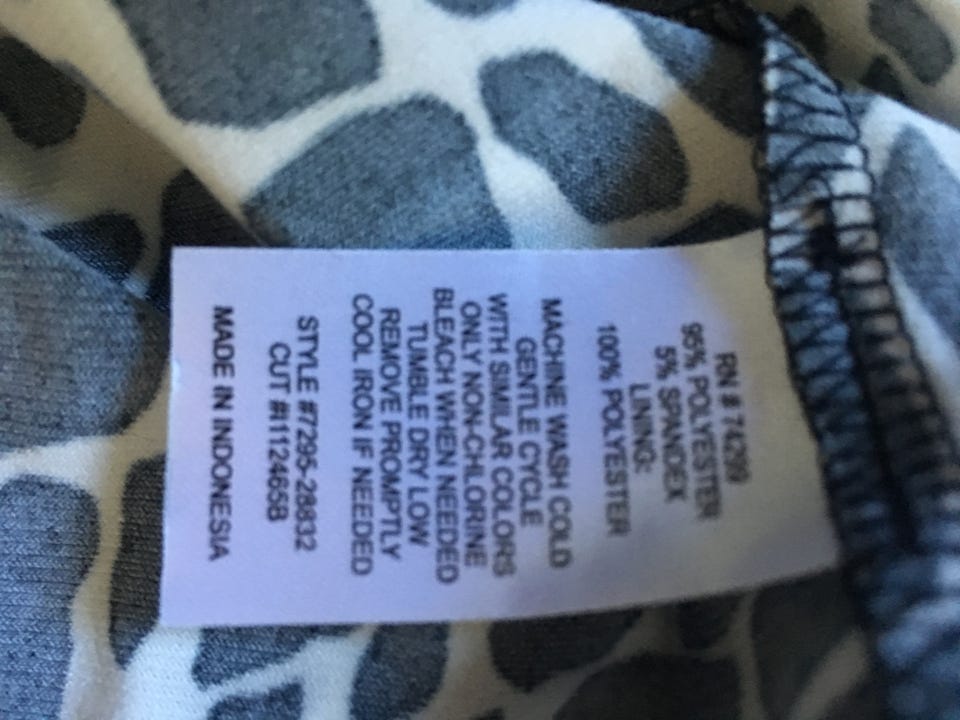 RN # 74299
95% POLYESTER
5% SPANDEX
LINING:
100% POLYESTER
MACHINE WASH COLD
GENTLE CYCLE
WITH SIMILAR COLORS
ONLY NON-CHLORINE
BLEACH WHEN NEEDED
TUMBLE DRY LOW
REMOVE PROMPTLY
COOL IRON IF NEEDED
STYLE #7295-28832
CUT #112465B
MADE IN INDONESIA